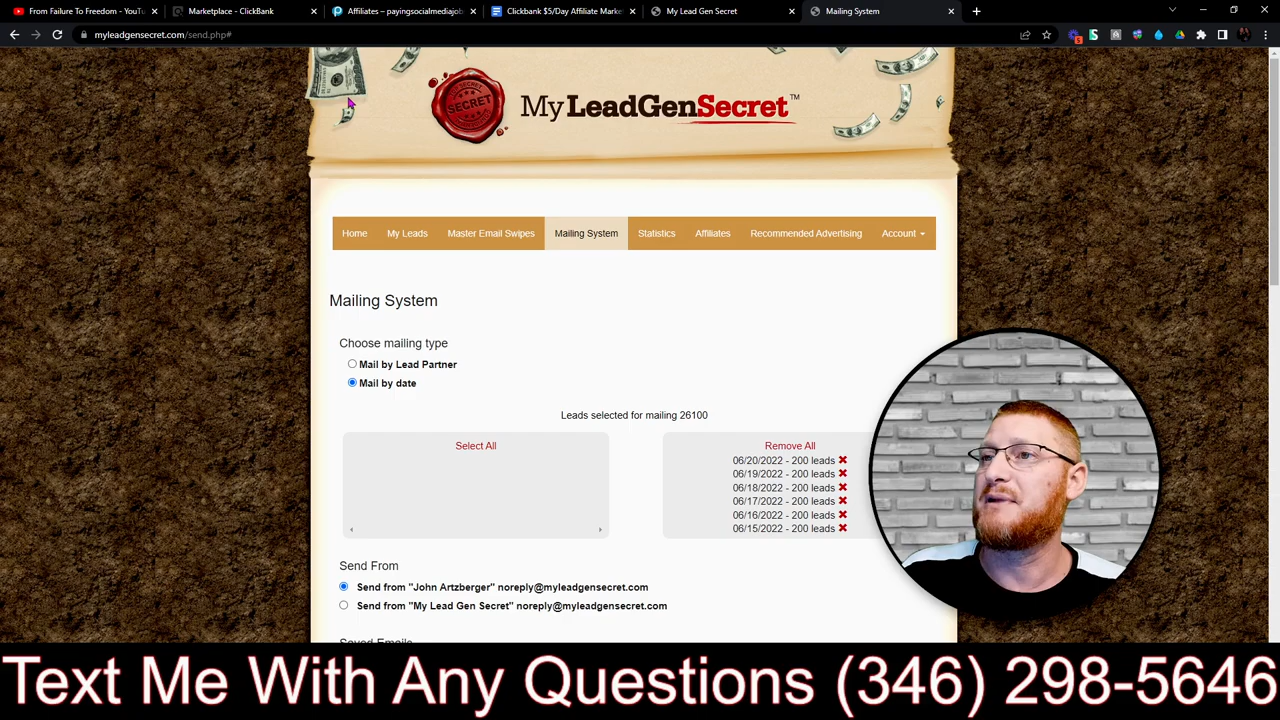 From Failure To Freedom - YouTu
Marketplace - ClickBank
Affiliates – payingsocialmediajob
Clickbank $5/Day Affiliate Marke
My Lead Gen Secret
Mailing System
myleadgensecret.com/send.php#
SECRET
My LEADGENSECRET™
Home
My Leads
Master Email Swipes
Mailing System
Statistics
Affiliates
Recommended Advertising
Account
Mailing System
Choose mailing type
Mail by Lead Partner
Mail by date
Leads selected for mailing 26100
Select All
Remove All
06/20/2022 - 200 leads
06/19/2022 - 200 leads
06/18/2022 - 200 leads
06/17/2022 - 200 leads
06/16/2022 - 200 leads
06/15/2022 - 200 leads
Send From
Send from "John Artzberger" noreply@myleadgensecret.com
Send from "My Lead Gen Secret" noreply@myleadgensecret.com
Saved Emails
Text Me With Any Questions (346) 298-5646